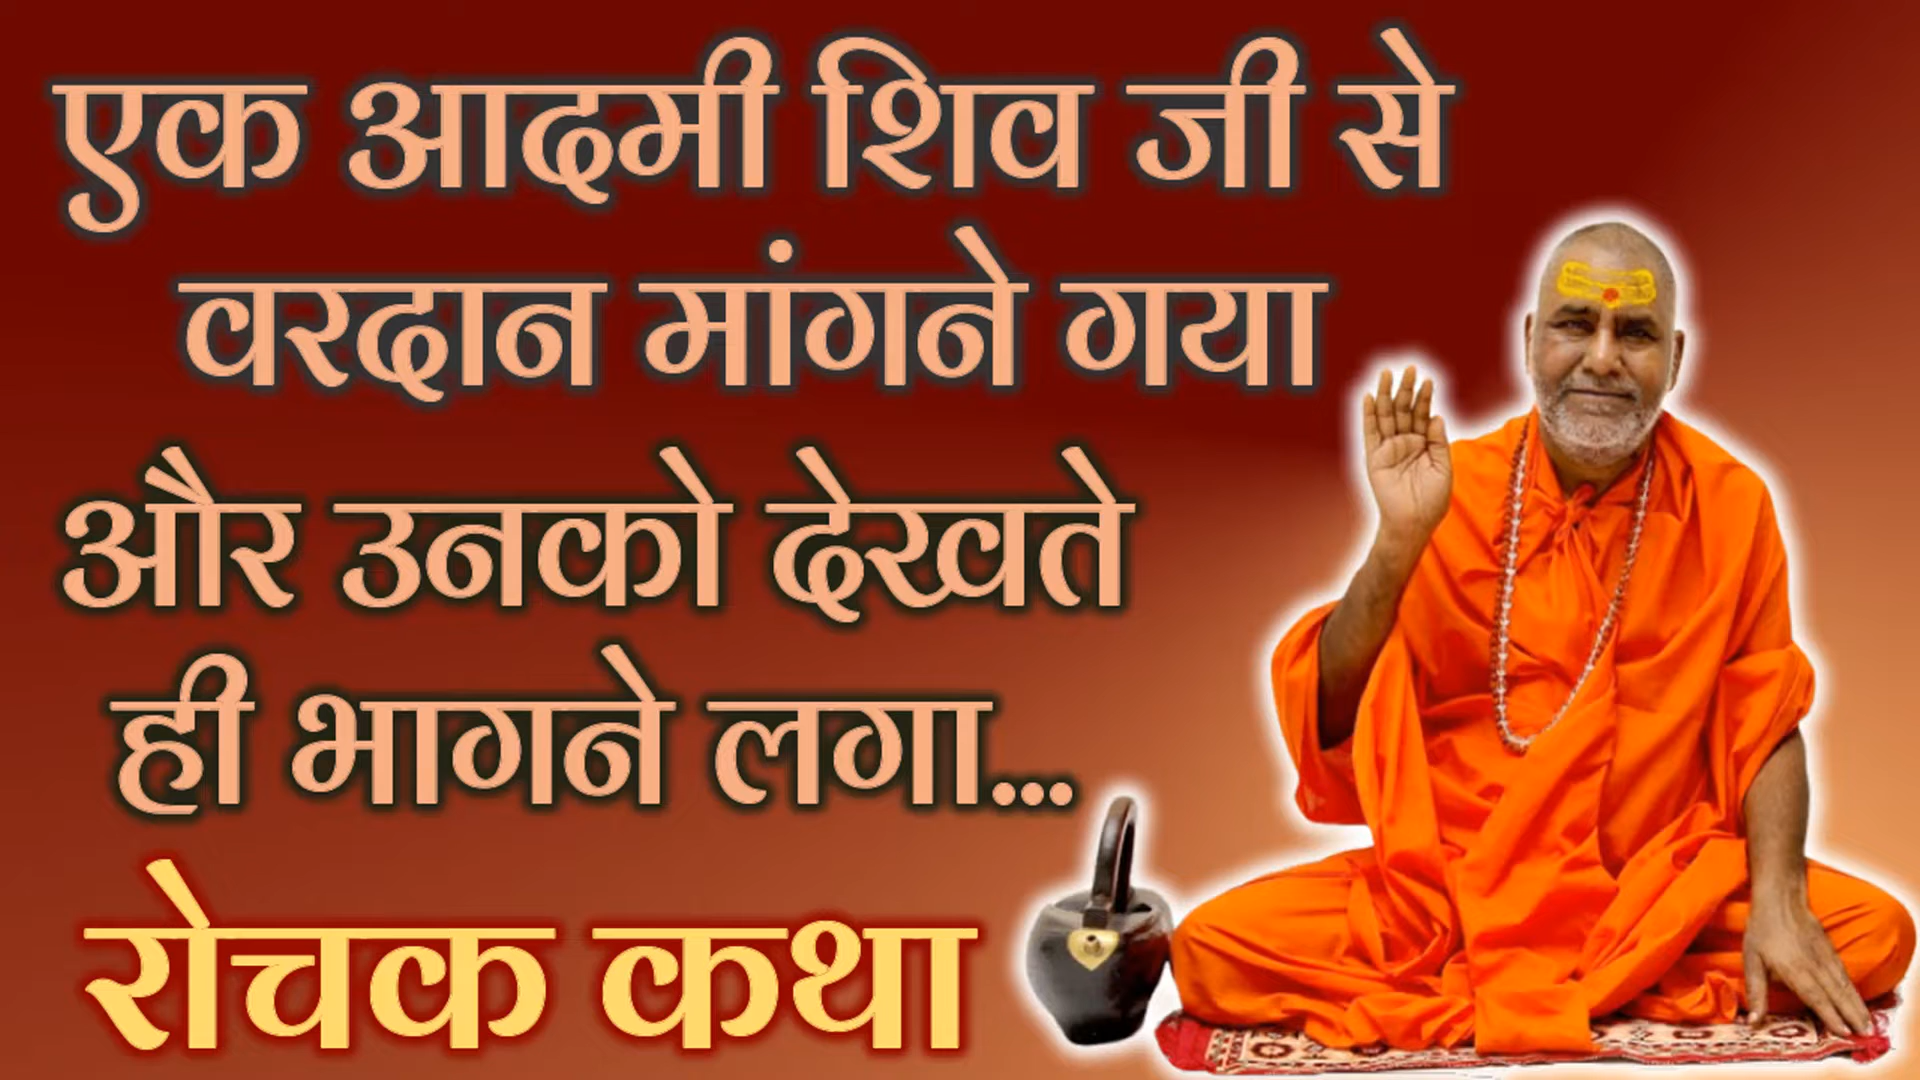 एक आदमी शिव जी से
वरदान मांगने गया
और उनको देखते
ही भागने लगा...
रोचक कथा